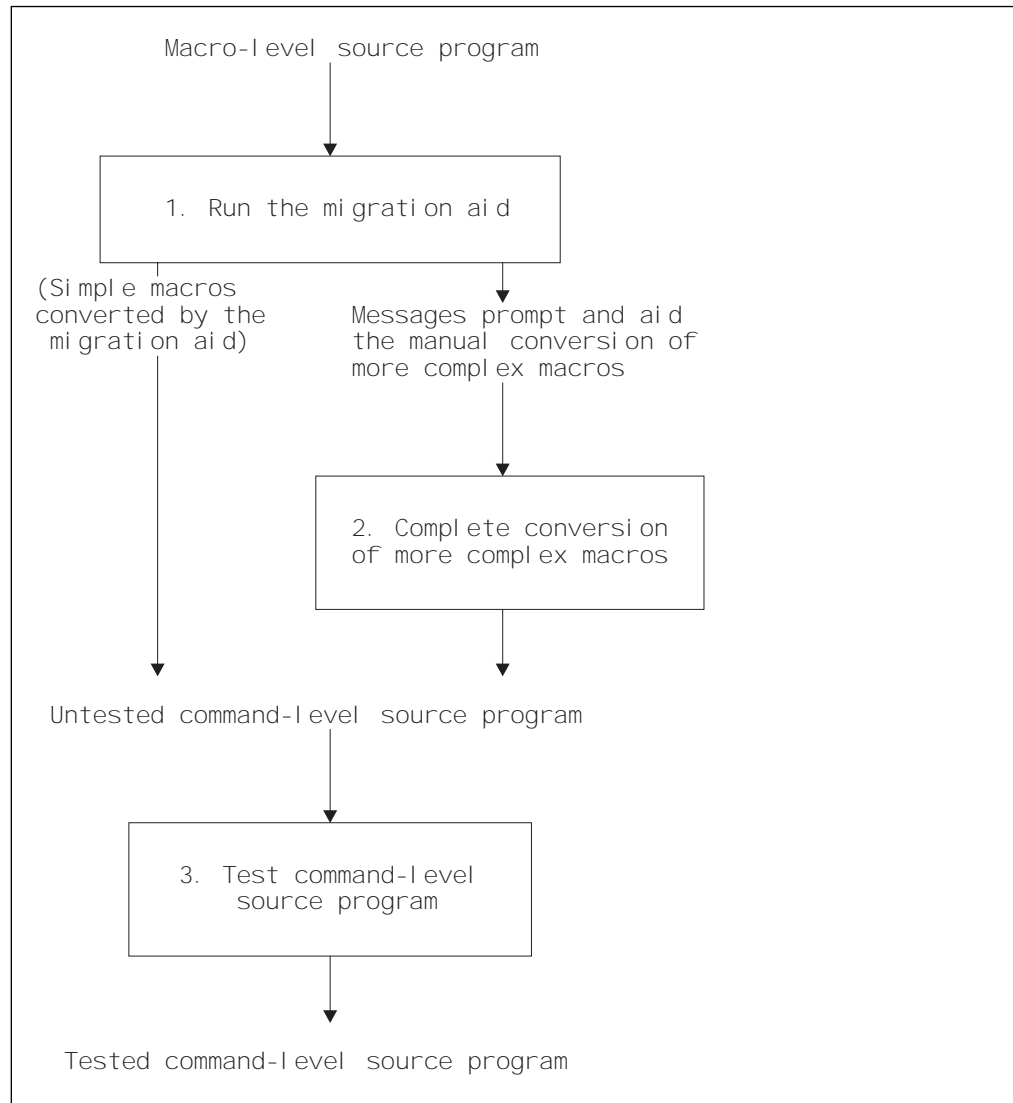 Macro-level source program
1. Run the migration aid
(Simple macros
converted by the
migration aid)
Messages prompt and aid
the manual conversion of
more complex macros
2. Complete conversion
of more complex macros
Untested command-level source program
3. Test command-level
source program
Tested command-level source program